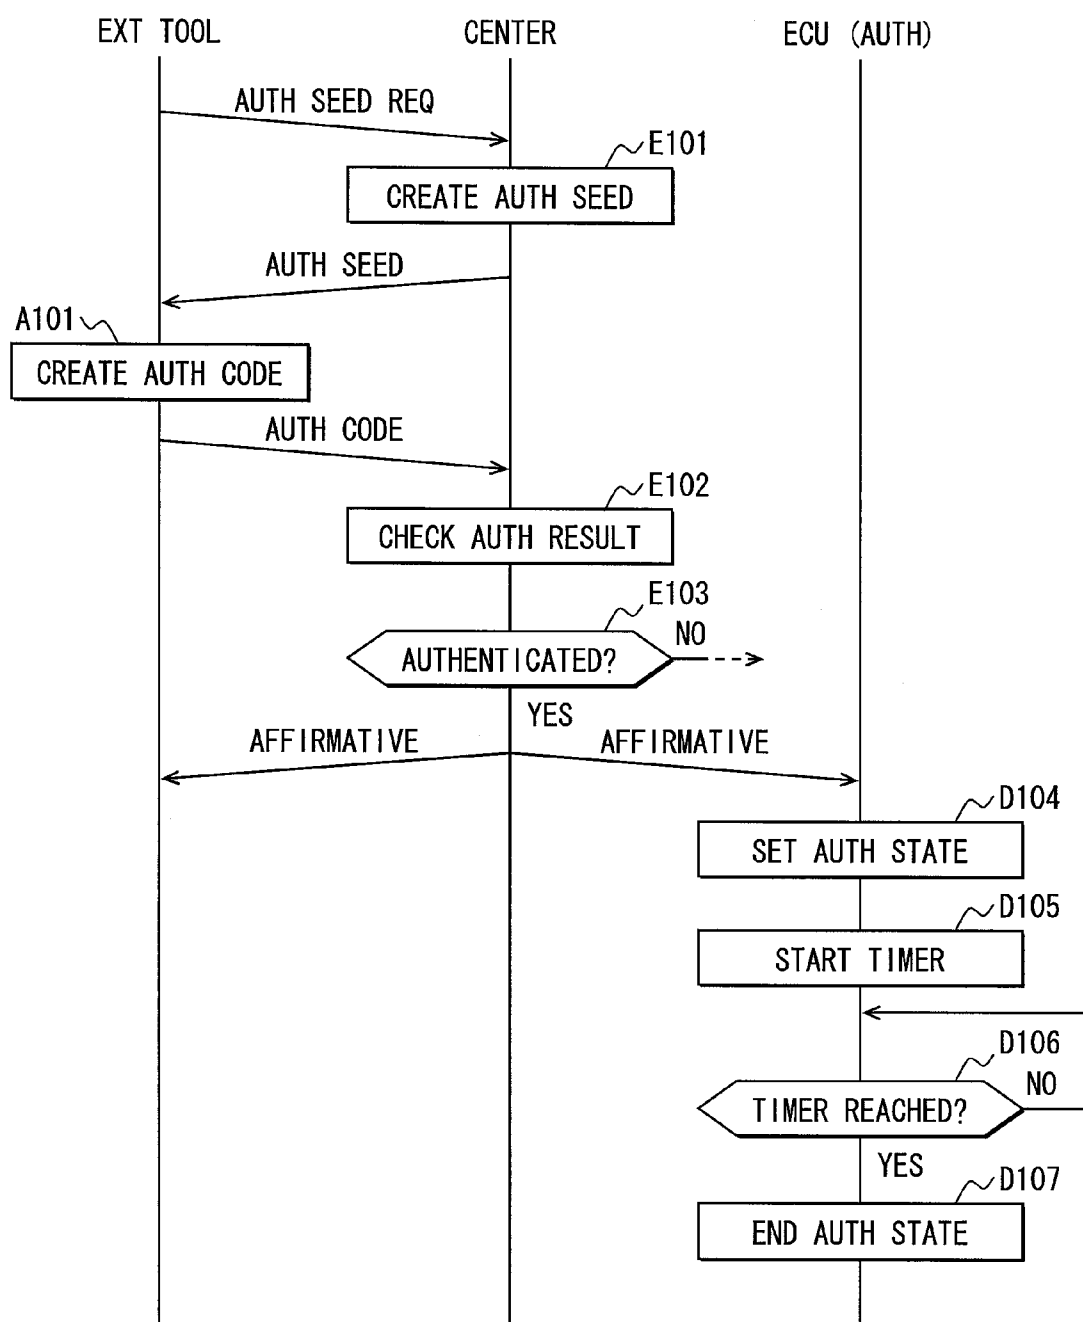 EXT TOOL
CENTER
ECU (AUTH)
AUTH SEED REQ
E101
CREATE AUTH SEED
AUTH SEED
A101
CREATE AUTH CODE
AUTH CODE
E102
CHECK AUTH RESULT
E103
NO
AUTHENTICATED?
YES
AFFIRMATIVE
AFFIRMATIVE
D104
SET AUTH STATE
D105
START TIMER
D106
NO
TIMER REACHED?
YES
D107
END AUTH STATE